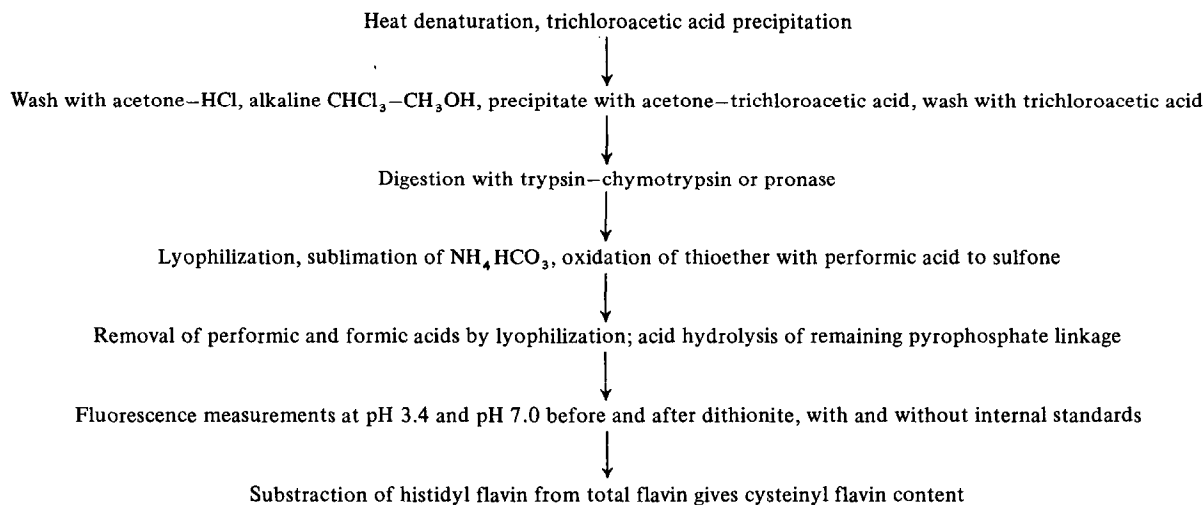 Heat denaturation, trichloroacetic acid precipitation
Wash with acetone–HCl, alkaline CHCl₃–CH₃OH, precipitate with acetone–trichloroacetic acid, wash with trichloroacetic acid
Digestion with trypsin–chymotrypsin or pronase
Lyophilization, sublimation of NH₄HCO₃, oxidation of thioether with performic acid to sulfone
Removal of performic and formic acids by lyophilization; acid hydrolysis of remaining pyrophosphate linkage
Fluorescence measurements at pH 3.4 and pH 7.0 before and after dithionite, with and without internal standards
Substraction of histidyl flavin from total flavin gives cysteinyl flavin content